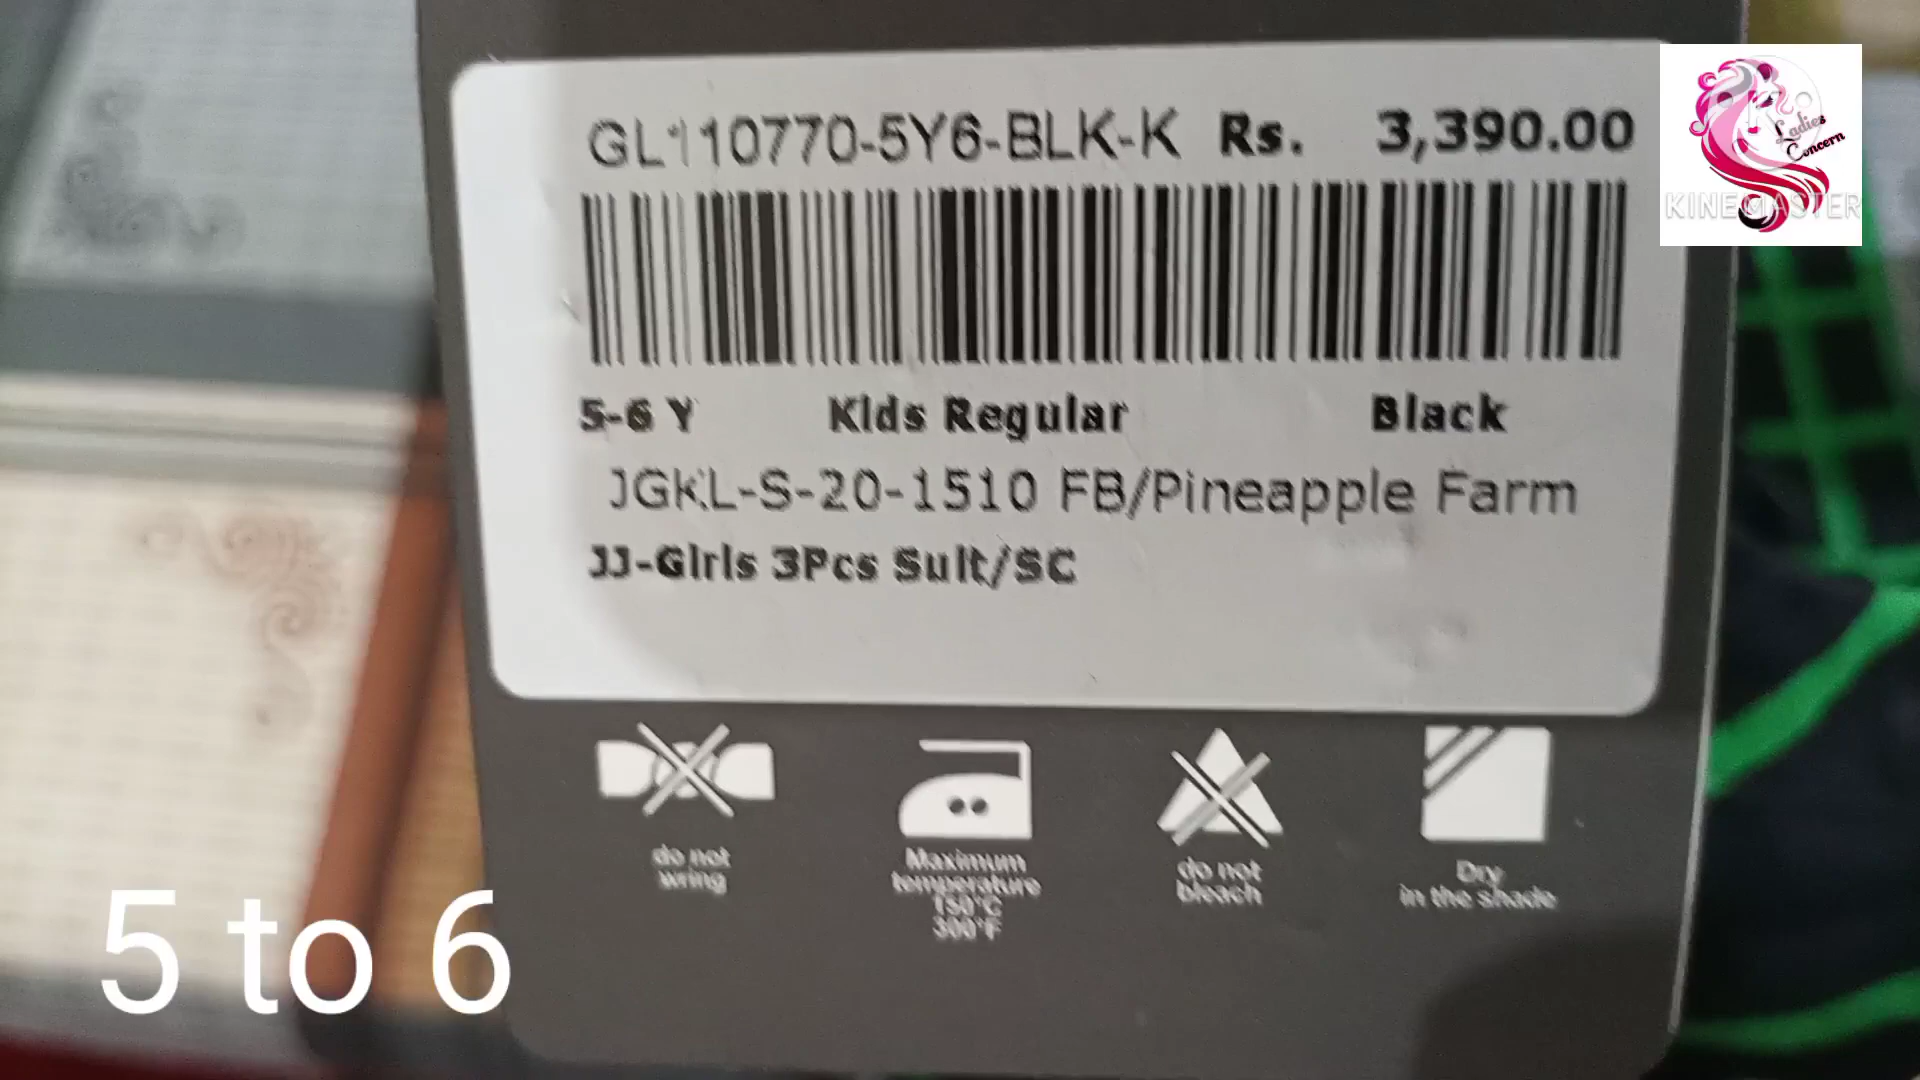 GL110770-5Y6-BLK-K Rs. 3,390.00
5-6 Y Kids Regular Black
JGKL-S-20-1510 FB/Pineapple Farm
JJ-Girls 3Pcs Suit/SC
do not
wring
Maximum
temperature
150°C
300°F
do not
bleach
Dry
in the shade
5 to 6
Ladies
Concern
KINEMASTER